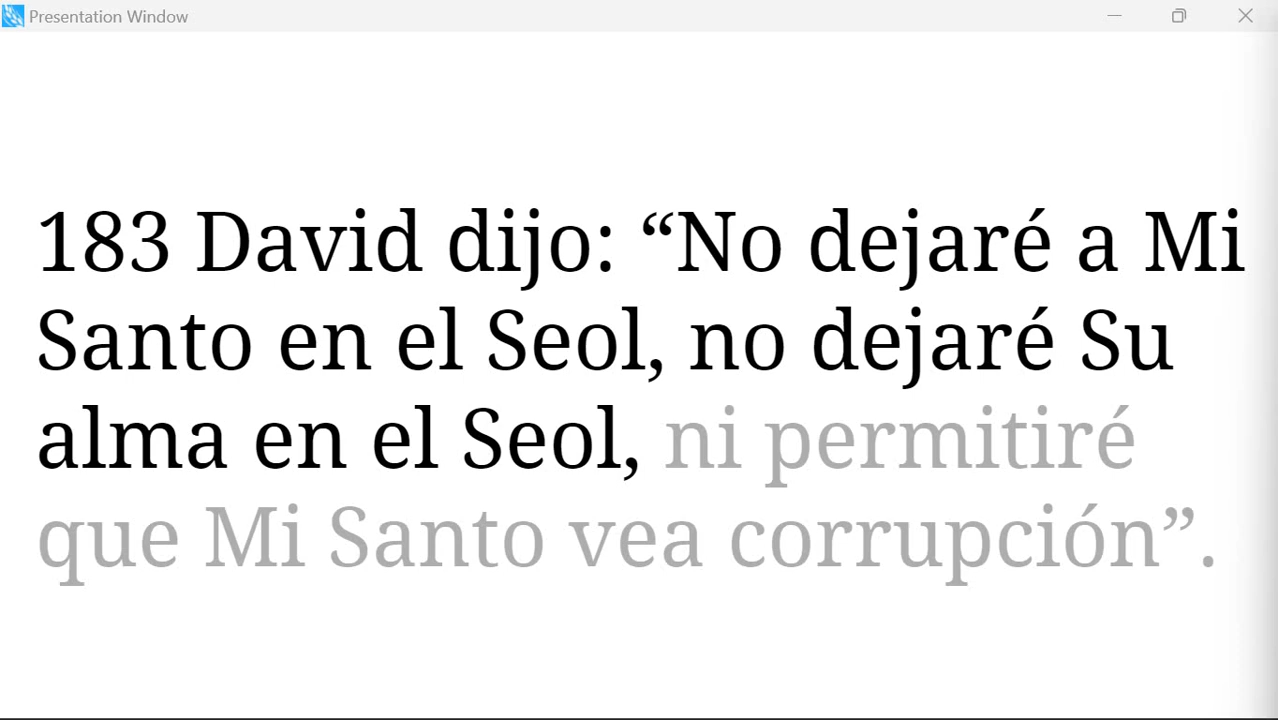 Presentation Window
183 David dijo: “No dejaré a Mi
Santo en el Seol, no dejaré Su
alma en el Seol, ni permitiré
que Mi Santo vea corrupción”.